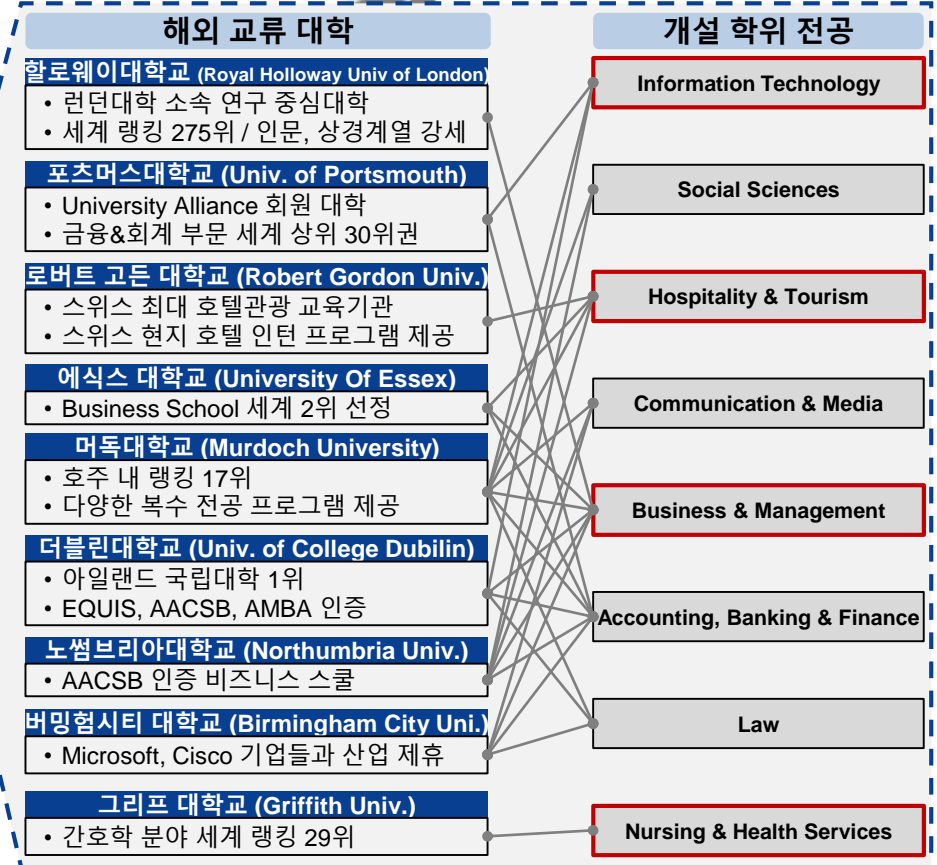 해외 교류 대학
할로웨이대학교 (Royal Holloway Univ of London)
• 런던대학 소속 연구 중심대학
• 세계 랭킹 275위 / 인문, 상경계열 강세
포츠머스대학교 (Univ. of Portsmouth)
• University Alliance 회원 대학
• 금융&회계 부문 세계 상위 30위권
로버트 고든 대학교 (Robert Gordon Univ.)
• 스위스 최대 호텔관광 교육기관
• 스위스 현지 호텔 인턴 프로그램 제공
에식스 대학교 (University Of Essex)
• Business School 세계 2위 선정
머독대학교 (Murdoch University)
• 호주 내 랭킹 17위
• 다양한 복수 전공 프로그램 제공
더블린대학교 (Univ. of College Dubilin)
• 아일랜드 국립대학 1위
• EQUIS, AACSB, AMBA 인증
노썸브리아대학교 (Northumbria Univ.)
• AACSB 인증 비즈니스 스쿨
버밍험시티 대학교 (Birmingham City Uni.)
• Microsoft, Cisco 기업들과 산업 제휴
그리프 대학교 (Griffith Univ.)
• 간호학 분야 세계 랭킹 29위
개설 학위 전공
Information Technology
Social Sciences
Hospitality & Tourism
Communication & Media
Business & Management
Accounting, Banking & Finance
Law
Nursing & Health Services